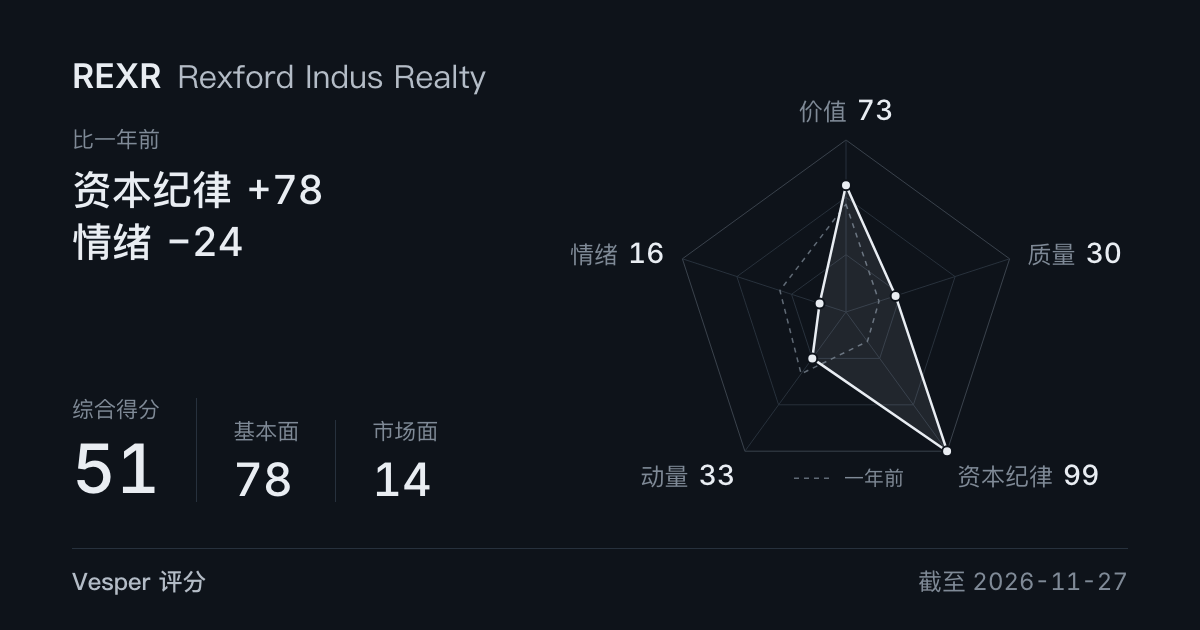 REXR Rexford Indus Realty
比一年前
资本纪律 +78
情绪 −24
价值 73
情绪 16
质量 30
动量 33
---- 一年前
资本纪律 99
综合得分
51
基本面
78
市场面
14
Vesper 评分
截至 2026-11-27